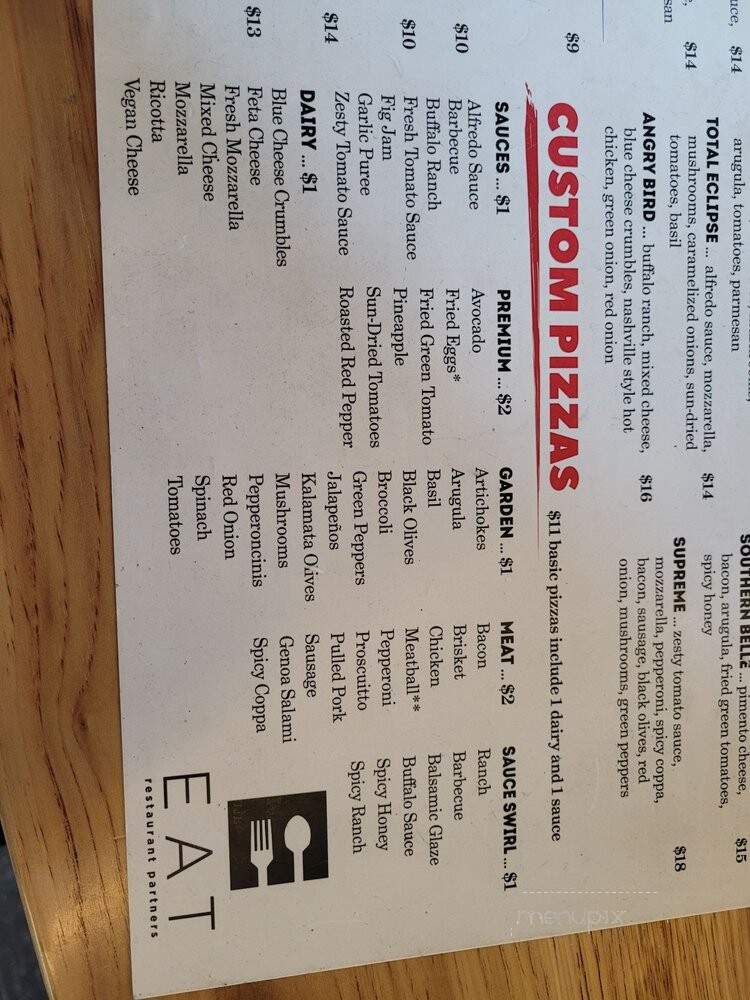 uce,
$14
e,
san
$14
$9
$10
$10
$14
$13
arugula, tomatoes, parmesan
TOTAL ECLIPSE ... alfredo sauce, mozzarella,
mushrooms, caramelized onions, sun-dried
tomatoes, basil
$14
ANGRY BIRD ... buffalo ranch, mixed cheese,
blue cheese crumbles, nashville style hot
chicken, green onion, red onion
$16
SOUTHERN BELLE ... pimento cheese,
bacon, arugula, fried green tomatoes,
spicy honey
$15
SUPREME ... zesty tomato sauce,
mozzarella, pepperoni, spicy coppa,
bacon, sausage, black olives, red
onion, mushrooms, green peppers
$18
CUSTOM PIZZAS $11 basic pizzas include 1 dairy and 1 sauce
SAUCES ... $1
Alfredo Sauce
Barbecue
Buffalo Ranch
Fresh Tomato Sauce
Fig Jam
Garlic Puree
Zesty Tomato Sauce
DAIRY ... $1
Blue Cheese Crumbles
Feta Cheese
Fresh Mozzarella
Mixed Cheese
Mozzarella
Ricotta
Vegan Cheese
PREMIUM ... $2
Avocado
Fried Eggs*
Fried Green Tomato
Pineapple
Sun-Dried Tomatoes
Roasted Red Pepper
GARDEN ... $1
Artichokes
Arugula
Basil
Black Olives
Broccoli
Green Peppers
Jalapeños
Kalamata Olives
Mushrooms
Pepperoncinis
Red Onion
Spinach
Tomatoes
MEAT ... $2
Bacon
Brisket
Chicken
Meatball**
Pepperoni
Proscuitto
Pulled Pork
Sausage
Genoa Salami
Spicy Coppa
SAUCE SWIRL ... $1
Ranch
Barbecue
Balsamic Glaze
Buffalo Sauce
Spicy Honey
Spicy Ranch
EAT
restaurant partners
menupix